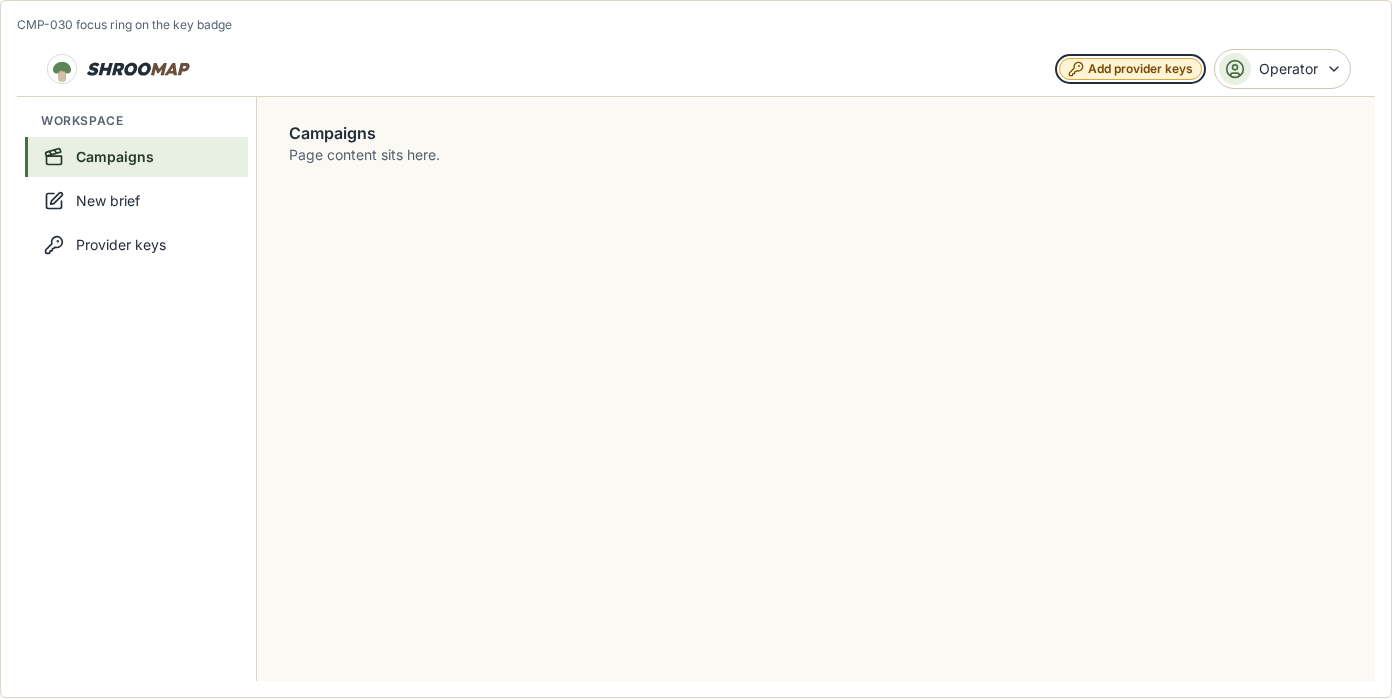 CMP-030 focus ring on the key badge
SHROOMAP
Add provider keys
Operator
WORKSPACE
Campaigns
New brief
Provider keys
Campaigns
Page content sits here.